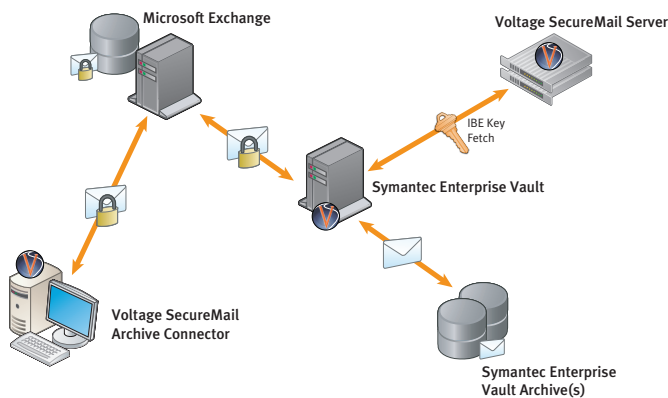 Microsoft Exchange
Voltage SecureMail Server
IBE Key
Fetch
Symantec Enterprise Vault
Voltage SecureMail
Archive Connector
Symantec Enterprise
Vault Archive(s)